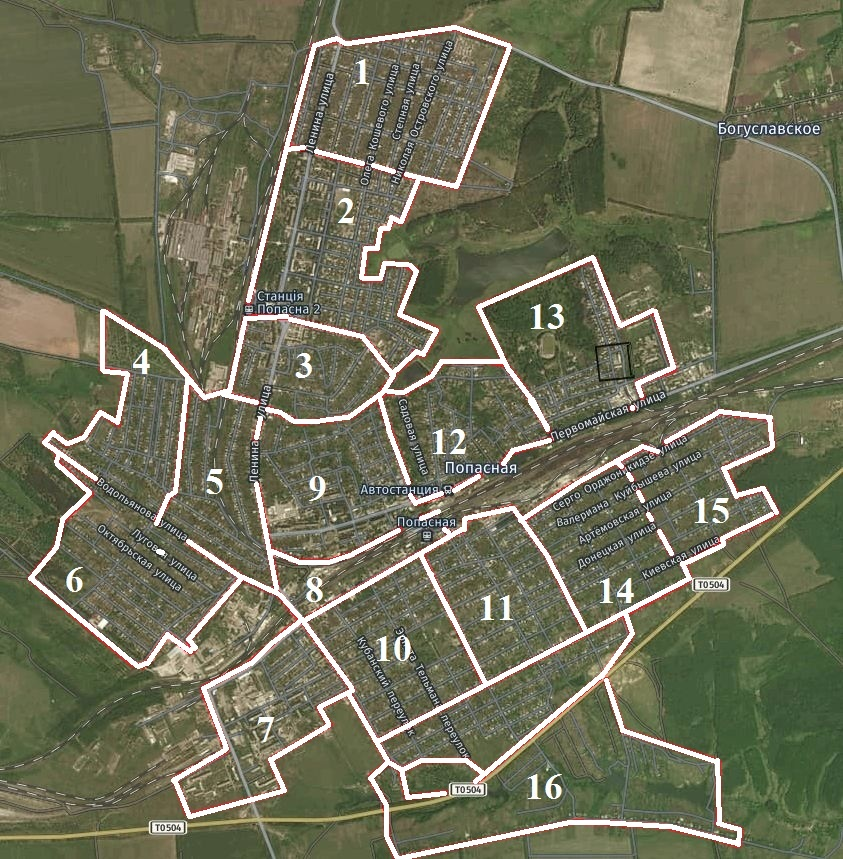 1
Ленина улица
Олега Кошевого улица
Степная улица
Николая Островского улица
Богуславское
2
Станція
Попасна 2
13
3
4
Первомайская улица
Садовая улица
12
Ленина улица
Попасная
5
9
Автостанция
Серго Орджоникидзе улица
Валериана Куйбышева улица
Артёмовская улица
Донецкая улица
15
Водопьянова улица
Луговая улица
Октябрьская улица
Попасная
Киевская улица
T0504
6
8
11
14
10
Кубанский переулок
Эрнста Тельмана переулок
7
16
T0504
T0504